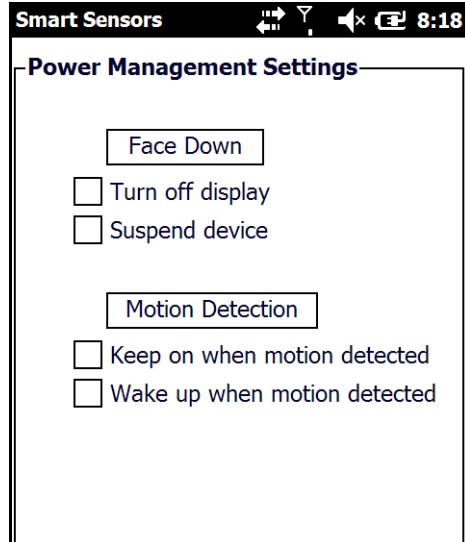 Smart Sensors 8:18
Power Management Settings
Face Down
Turn off display
Suspend device
Motion Detection
Keep on when motion detected
Wake up when motion detected